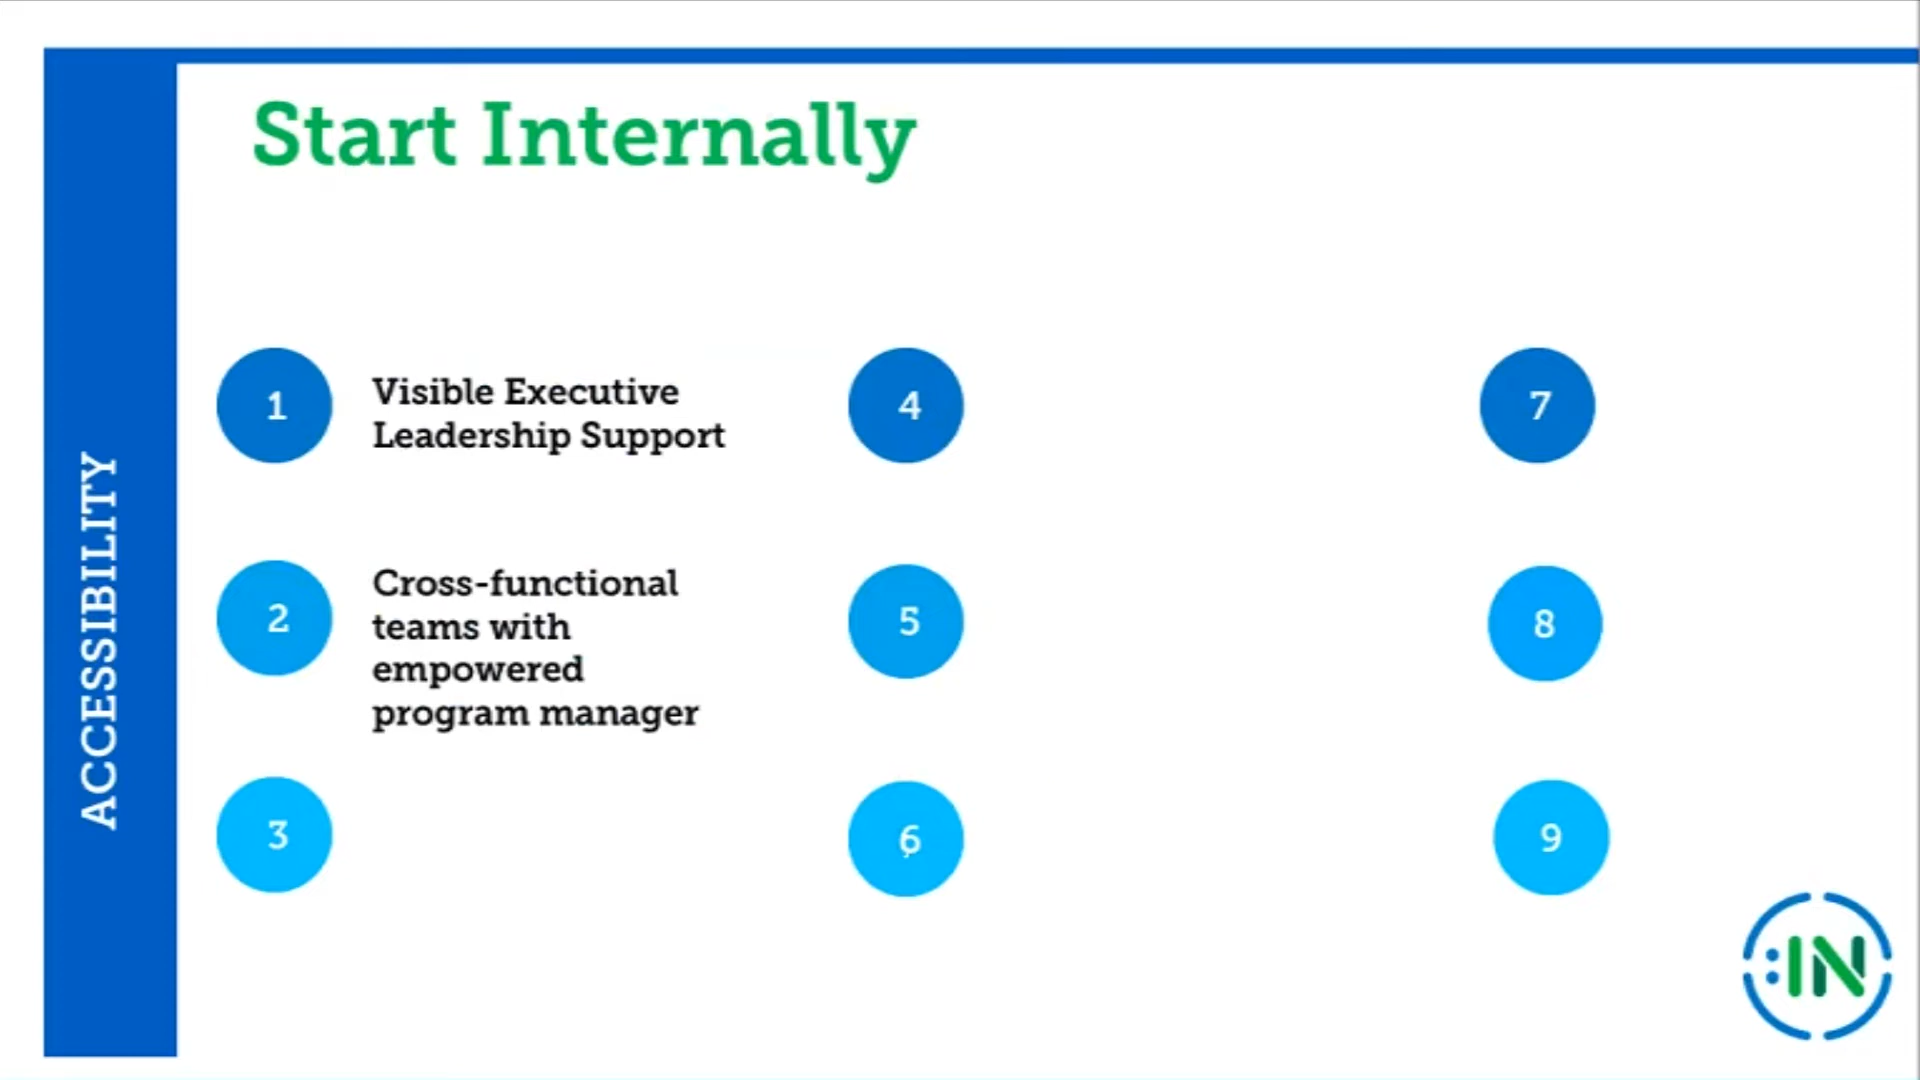 Start Internally
ACCESSIBILITY
1
Visible Executive
Leadership Support
2
Cross-functional
teams with
empowered
program manager
3
4
5
6
7
8
9
:IN